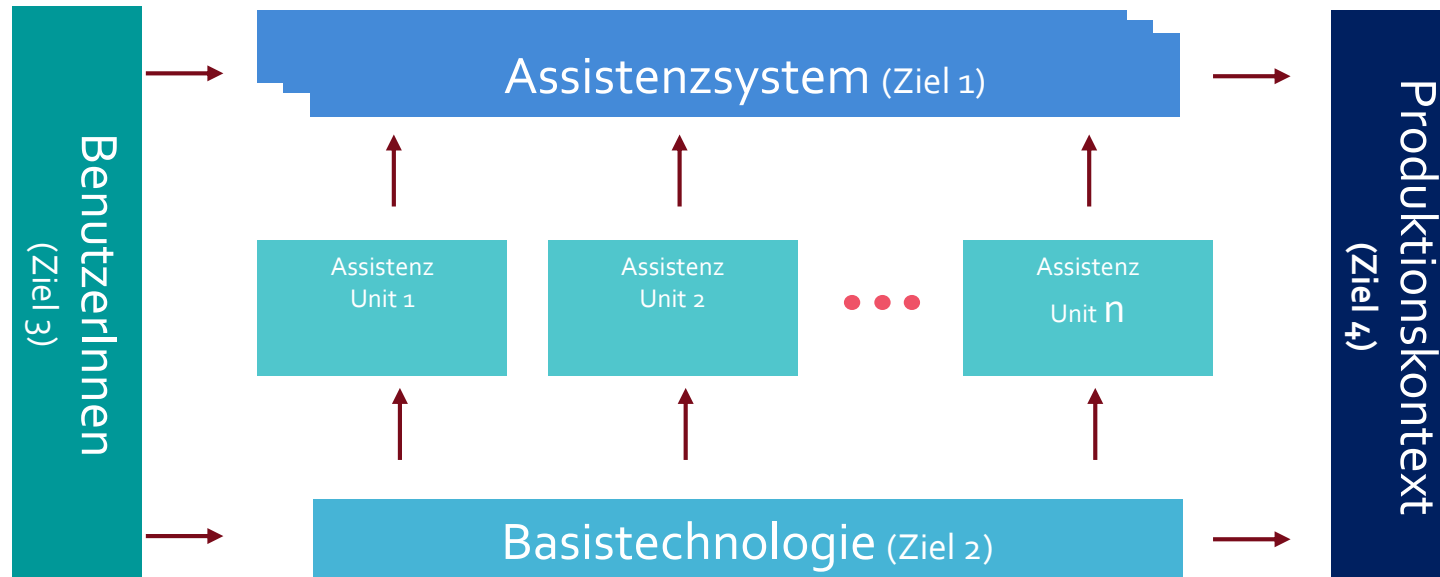 BenutzerInnen
(Ziel 3)
Assistenzsystem (Ziel 1)
Assistenz
Unit 1
Assistenz
Unit 2
Assistenz
Unit n
Basistechnologie (Ziel 2)
Produktionskontext
(Ziel 4)